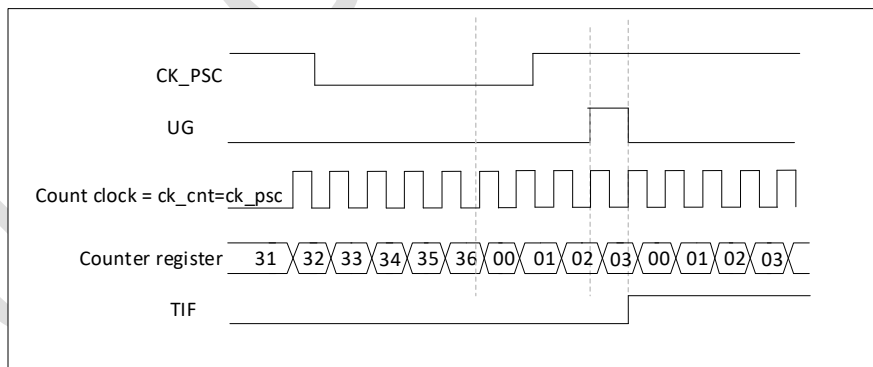 CK_PSC
UG
Count clock = ck_cnt=ck_psc
Counter register 31 32 33 34 35 36 00 01 02 03 00 01 02 03
TIF